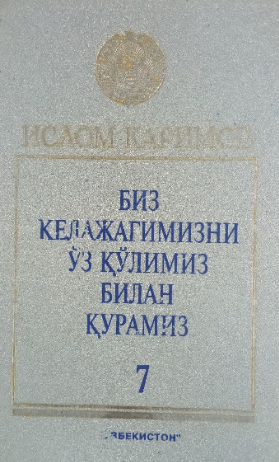 ИСЛОМ КАРИМОВ
БИЗ
КЕЛАЖАГИМИЗНИ
ЎЗ ҚЎЛИМИЗ
БИЛАН
ҚУРАМИЗ
7
"ЎЗБЕКИСТОН"